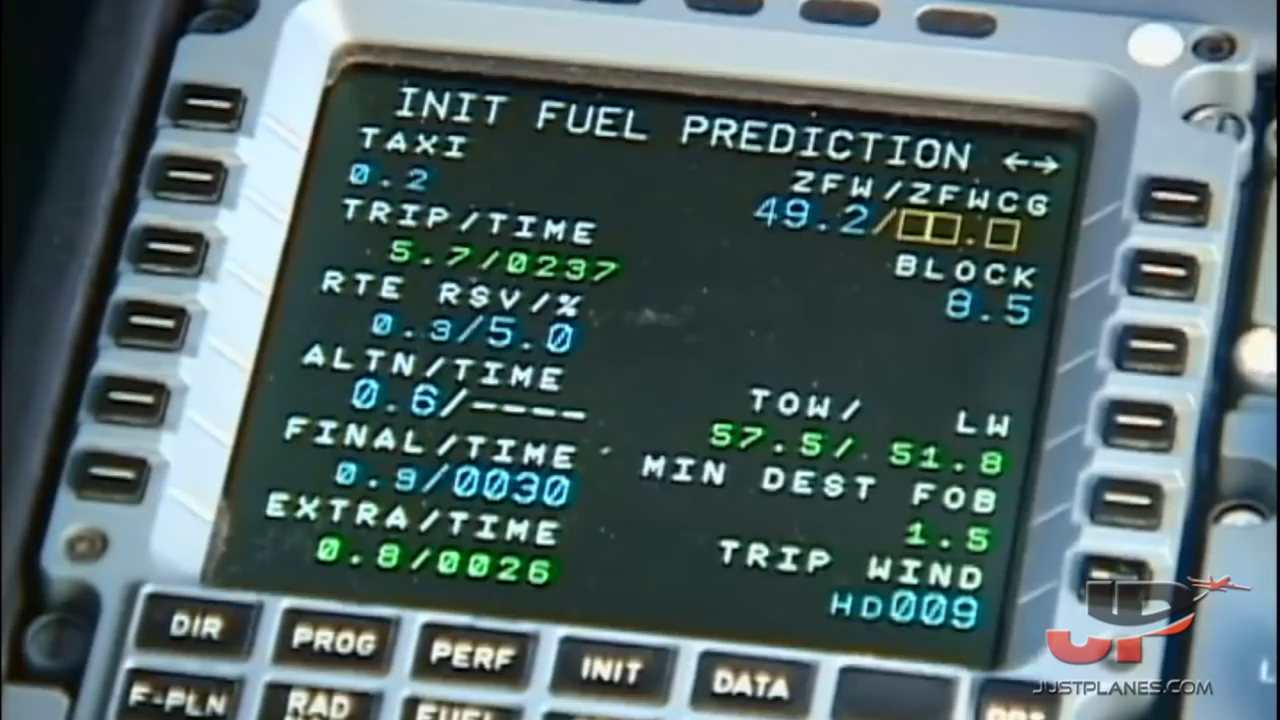 INIT FUEL PREDICTION ←→
TAXI
0.2
ZFW/ZFWCG
49.2/□□.□
TRIP/TIME
5.7/0237
BLOCK
8.5
RTE RSV/%
0.3/5.0
ALTN/TIME
0.6/----
TOW/ LW
57.5/ 51.8
FINAL/TIME
0.9/0030
MIN DEST FOB
1.5
EXTRA/TIME
0.8/0026
TRIP WIND
HD009
DIR PROG PERF INIT DATA
F-PLN RAD FUEL
JP
JUSTPLANES.COM